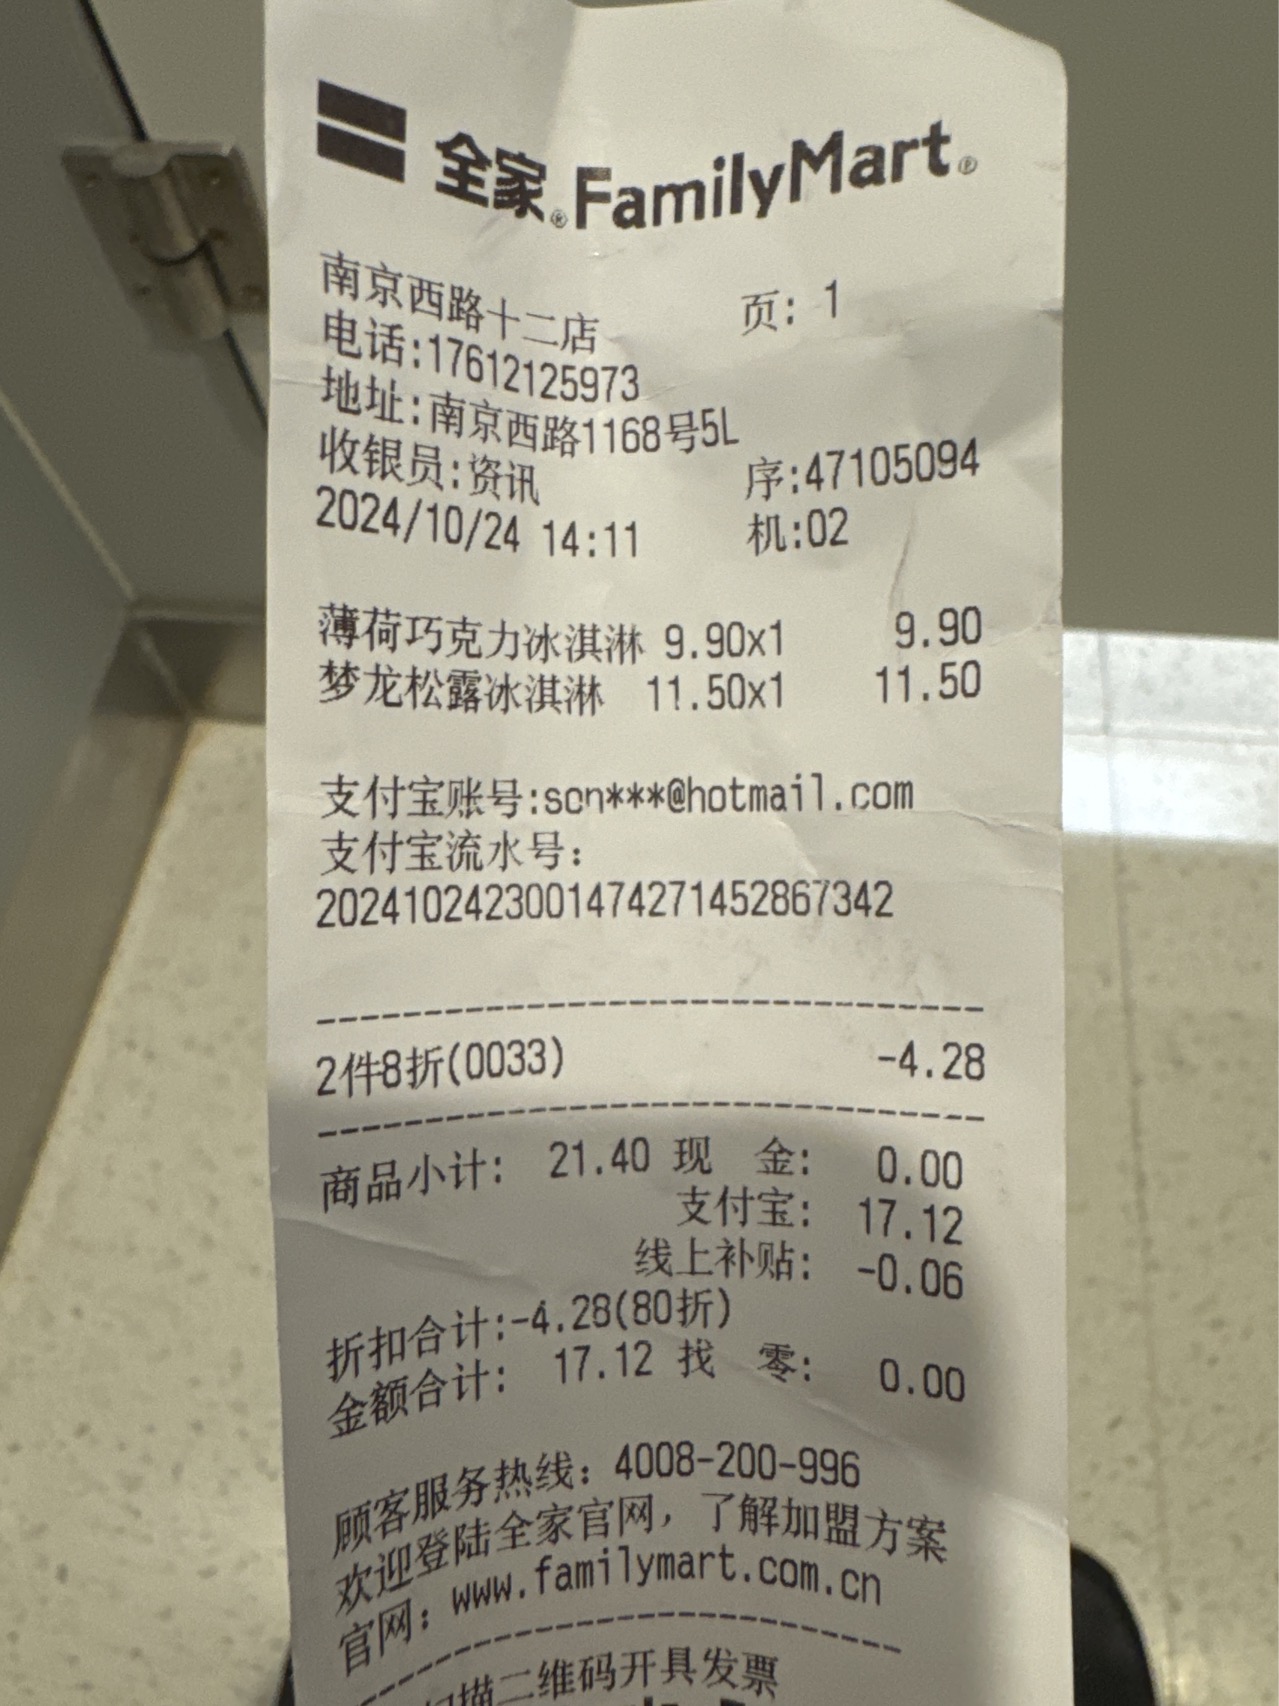 全家® FamilyMart®
南京西路十二店 页: 1
电话:17612125973
地址:南京西路1168号5L
收银员:资讯 序:47105094
2024/10/24 14:11 机:02
薄荷巧克力冰淇淋 9.90x1 9.90
梦龙松露冰淇淋 11.50x1 11.50
支付宝账号:scn***@hotmail.com
支付宝流水号:
2024102423001474271452867342
2件8折(0033) -4.28
商品小计: 21.40 现 金: 0.00
支付宝: 17.12
线上补贴: -0.06
折扣合计:-4.28(80折)
金额合计: 17.12 找 零: 0.00
顾客服务热线: 4008-200-996
欢迎登陆全家官网, 了解加盟方案
官网: www.familymart.com.cn
扫描二维码开具发票